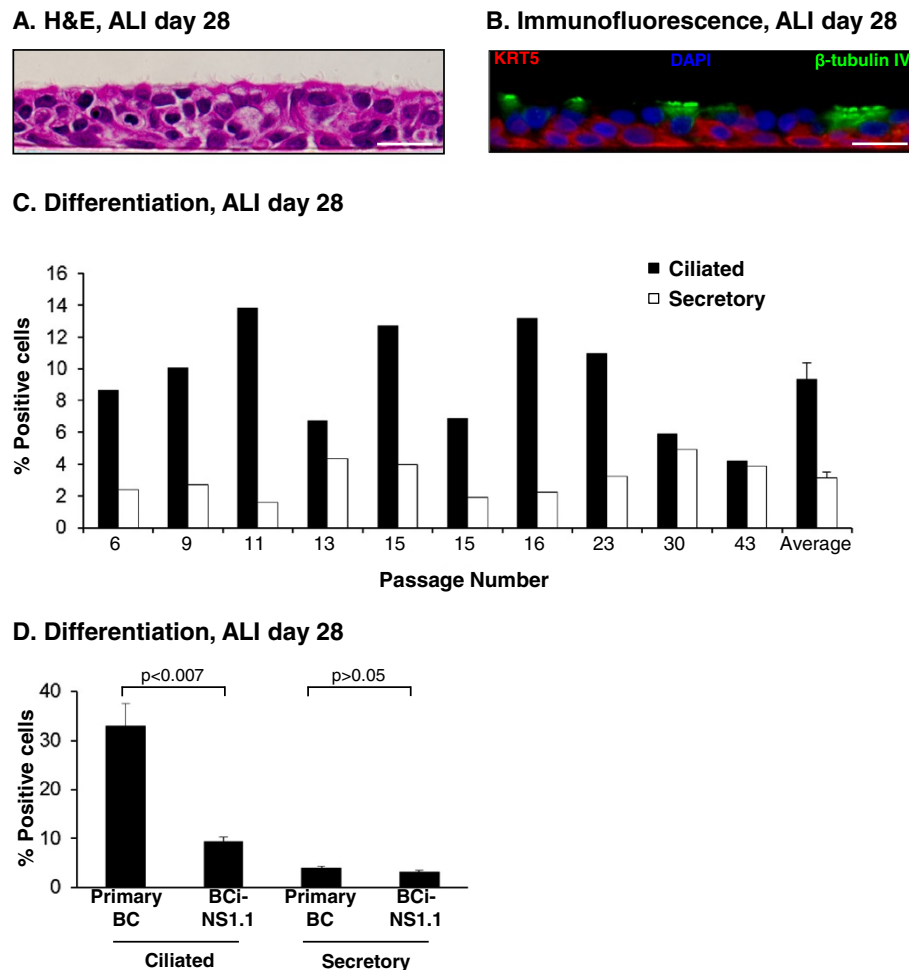 A. H&E, ALI day 28
B. Immunofluorescence, ALI day 28
KRT5 DAPI β-tubulin IV
C. Differentiation, ALI day 28
16
14
12
10
8
6
4
2
0
% Positive cells
Ciliated
Secretory
6 9 11 13 15 15 16 23 30 43 Average
Passage Number
D. Differentiation, ALI day 28
p<0.007 p>0.05
40
30
20
10
0
% Positive cells
Primary BCi- Primary BCi-
BC NS1.1 BC NS1.1
Ciliated Secretory